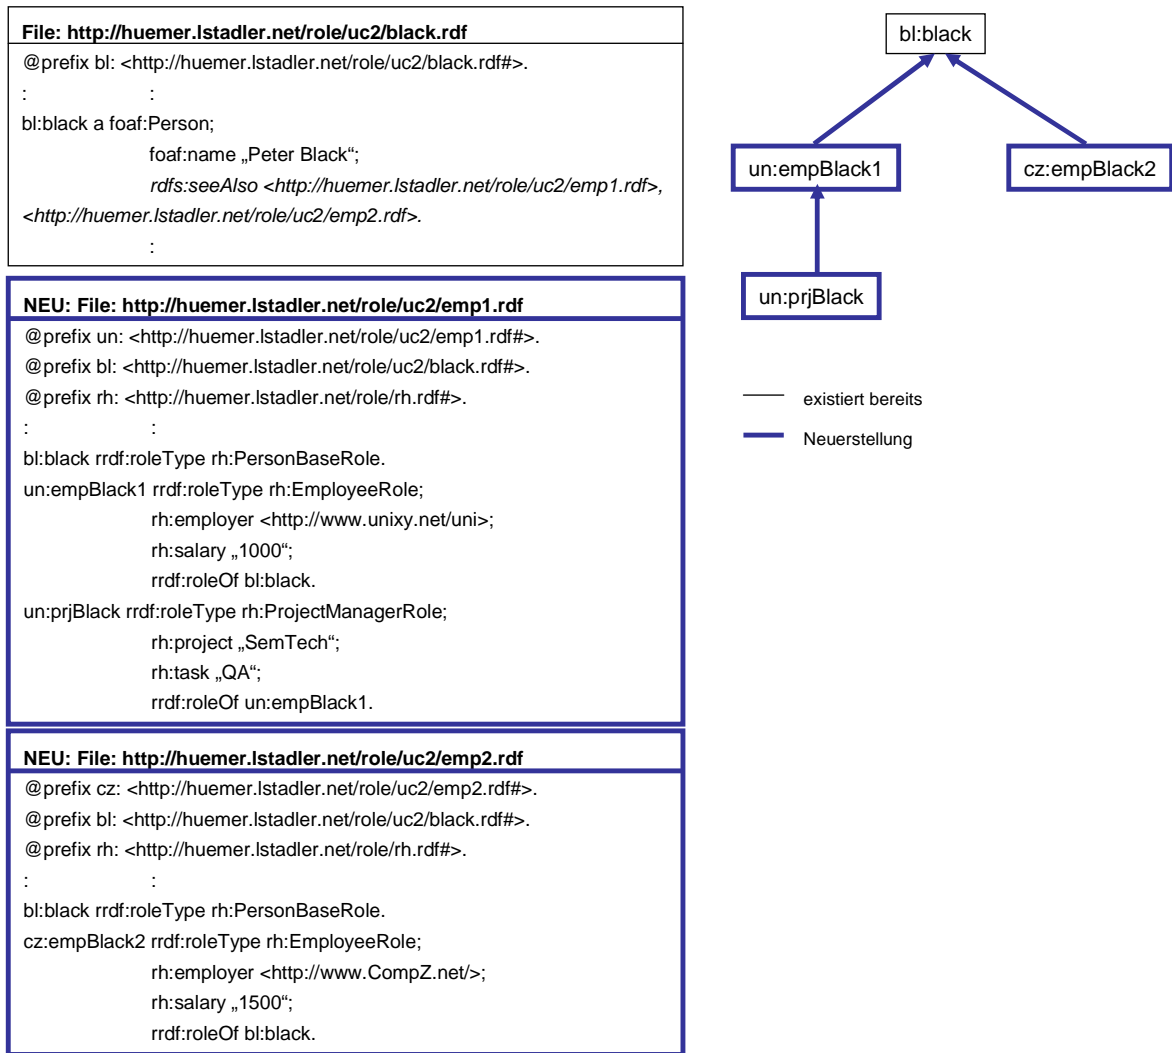 File: http://huemer.lstadler.net/role/uc2/black.rdf
@prefix bl: <http://huemer.lstadler.net/role/uc2/black.rdf#>.
: :
bl:black a foaf:Person;
foaf:name „Peter Black“;
rdfs:seeAlso <http://huemer.lstadler.net/role/uc2/emp1.rdf>,
<http://huemer.lstadler.net/role/uc2/emp2.rdf>.
:
NEU: File: http://huemer.lstadler.net/role/uc2/emp1.rdf
@prefix un: <http://huemer.lstadler.net/role/uc2/emp1.rdf#>.
@prefix bl: <http://huemer.lstadler.net/role/uc2/black.rdf#>.
@prefix rh: <http://huemer.lstadler.net/role/rh.rdf#>.
: :
bl:black rrdf:roleType rh:PersonBaseRole.
un:empBlack1 rrdf:roleType rh:EmployeeRole;
rh:employer <http://www.unixy.net/uni>;
rh:salary „1000“;
rrdf:roleOf bl:black.
un:prjBlack rrdf:roleType rh:ProjectManagerRole;
rh:project „SemTech“;
rh:task „QA“;
rrdf:roleOf un:empBlack1.
NEU: File: http://huemer.lstadler.net/role/uc2/emp2.rdf
@prefix cz: <http://huemer.lstadler.net/role/uc2/emp2.rdf#>.
@prefix bl: <http://huemer.lstadler.net/role/uc2/black.rdf#>.
@prefix rh: <http://huemer.lstadler.net/role/rh.rdf#>.
: :
bl:black rrdf:roleType rh:PersonBaseRole.
cz:empBlack2 rrdf:roleType rh:EmployeeRole;
rh:employer <http://www.CompZ.net/>;
rh:salary „1500“;
rrdf:roleOf bl:black.
bl:black
un:empBlack1
cz:empBlack2
un:prjBlack
existiert bereits
Neuerstellung